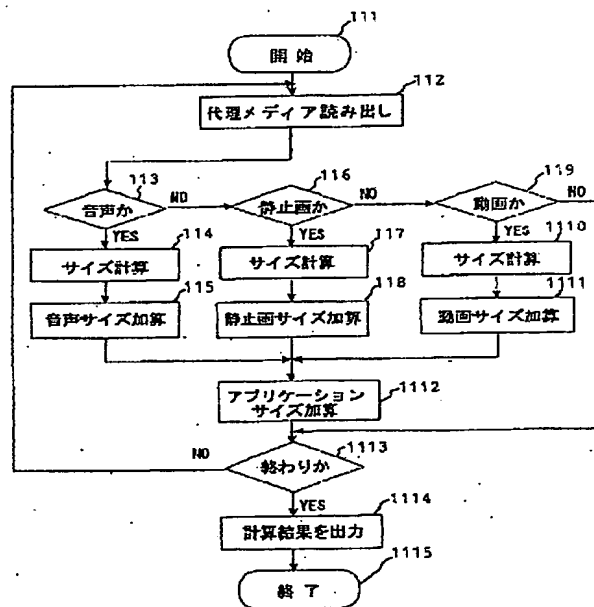 111
開始
112
代理メディア読み出し
113
音声か
NO
116
静止画か
NO
119
動画か
NO
YES
114
サイズ計算
YES
117
サイズ計算
YES
1110
サイズ計算
115
音声サイズ加算
118
静止画サイズ加算
1111
動画サイズ加算
1112
アプリケーション
サイズ加算
1113
終わりか
NO
YES
1114
計算結果を出力
1115
終了